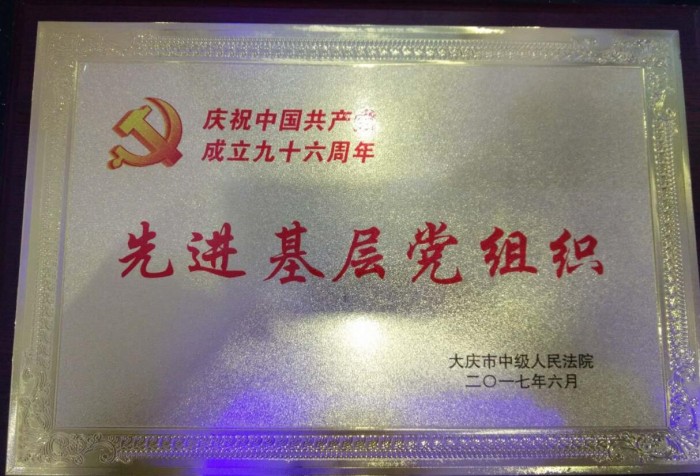 庆祝中国共产党
成立九十六周年
先进基层党组织
大庆市中级人民法院
二〇一七年六月